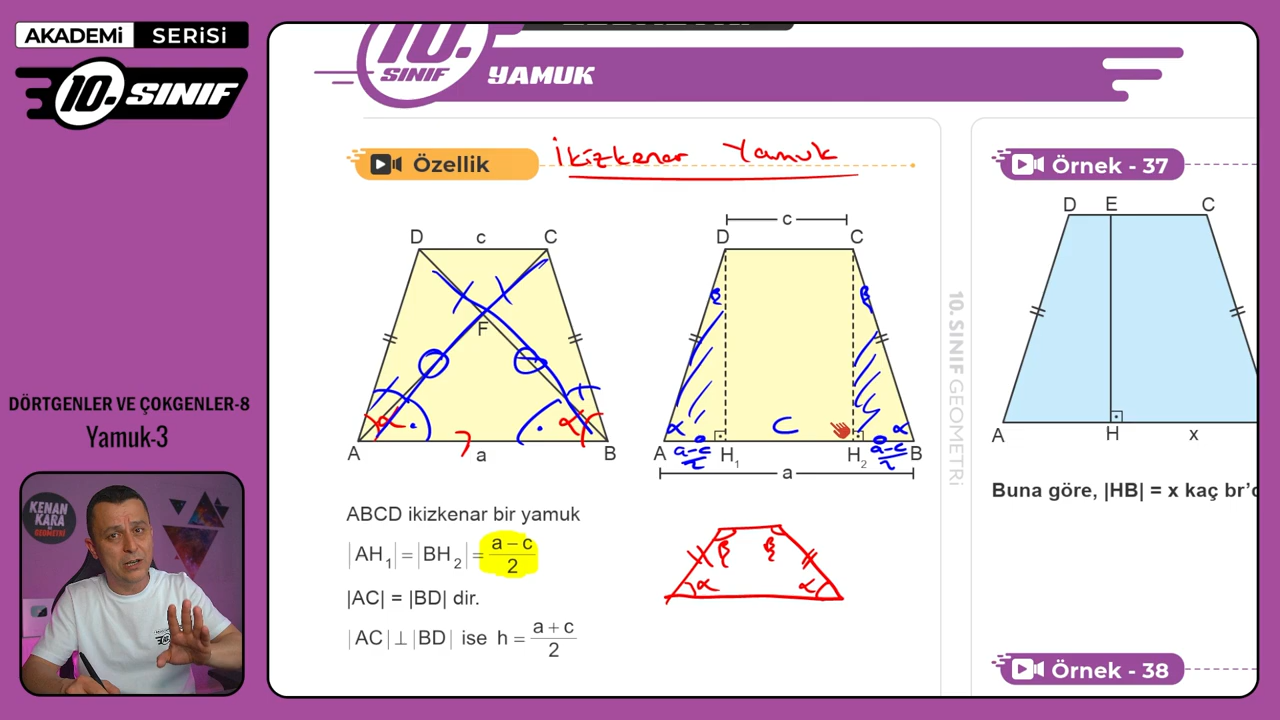 AKADEMİ SERİSİ
10. SINIF
DÖRTGENLER VE ÇOKGENLER-8
Yamuk-3
KENAN
KARA
GEOMETRİ
10.
SINIF
YAMUK
Özellik
İkizkenar Yamuk
D c C
F
α α
A a B
c
D C
β β
α c α
A H1 H2 B
a-c/2 a-c/2
a
ABCD ikizkenar bir yamuk
|AH1| = |BH2| = a – c/2
|AC| = |BD| dir.
|AC| ⊥ |BD| ise h = a + c/2
β β
α α
10. SINIF GEOMETRİ
Örnek - 37
D E C
A H x
Buna göre, |HB| = x kaç br'
Örnek - 38